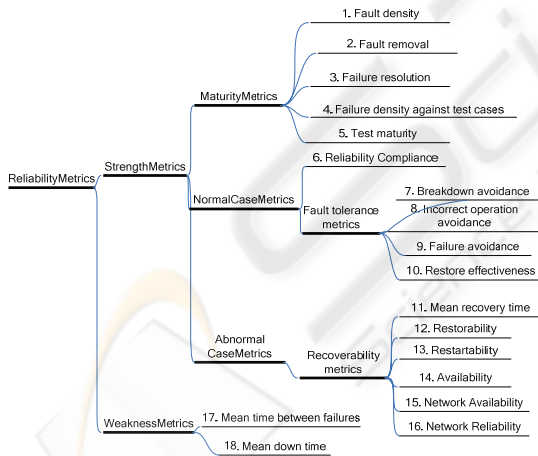 ReliabilityMetrics
StrengthMetrics
MaturityMetrics
1. Fault density
2. Fault removal
3. Failure resolution
4. Failure density against test cases
5. Test maturity
NormalCaseMetrics
6. Reliability Compliance
Fault tolerance
metrics
7. Breakdown avoidance
8. Incorrect operation
avoidance
9. Failure avoidance
10. Restore effectiveness
Abnormal
CaseMetrics
Recoverability
metrics
11. Mean recovery time
12. Restorability
13. Restartability
14. Availability
15. Network Availability
16. Network Reliability
WeaknessMetrics
17. Mean time between failures
18. Mean down time